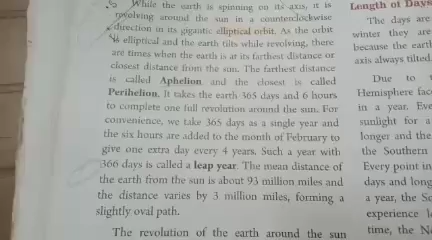 While the earth is spinning on its axis, it is
revolving around the sun in a counterclockwise
direction in its gigantic elliptical orbit. As the orbit
is elliptical and the earth tilts while revolving, there
are times when the earth is at its farthest distance or
closest distance from the sun. The farthest distance
is called Aphelion, and the closest is called
Perihelion. It takes the earth 365 days and 6 hours
to complete one full revolution around the sun. For
convenience, we take 365 days as a single year and
the six hours are added to the month of February to
give one extra day every 4 years. Such a year with
366 days is called a leap year. The mean distance of
the earth from the sun is about 93 million miles and
the distance varies by 3 million miles, forming a
slightly oval path.
The revolution of the earth around the sun
Length of Days
The days are
winter they are
because the earth
axis always tilted
Due to
Hemisphere fac
in a year. Eve
sunlight for a
longer and the
the Southern
Every point in
days and long
a year, the So
experience l
time, the N